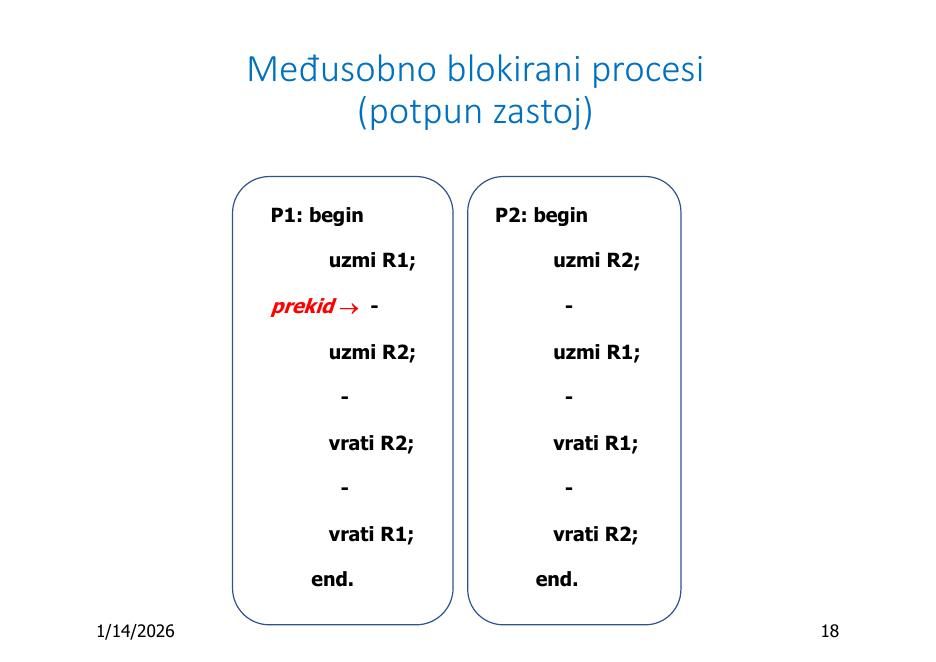 Međusobno blokirani procesi
(potpun zastoj)
P1: begin
uzmi R1;
prekid → -
uzmi R2;
-
vrati R2;
-
vrati R1;
end.
P2: begin
uzmi R2;
-
uzmi R1;
-
vrati R1;
-
vrati R2;
end.
1/14/2026
18